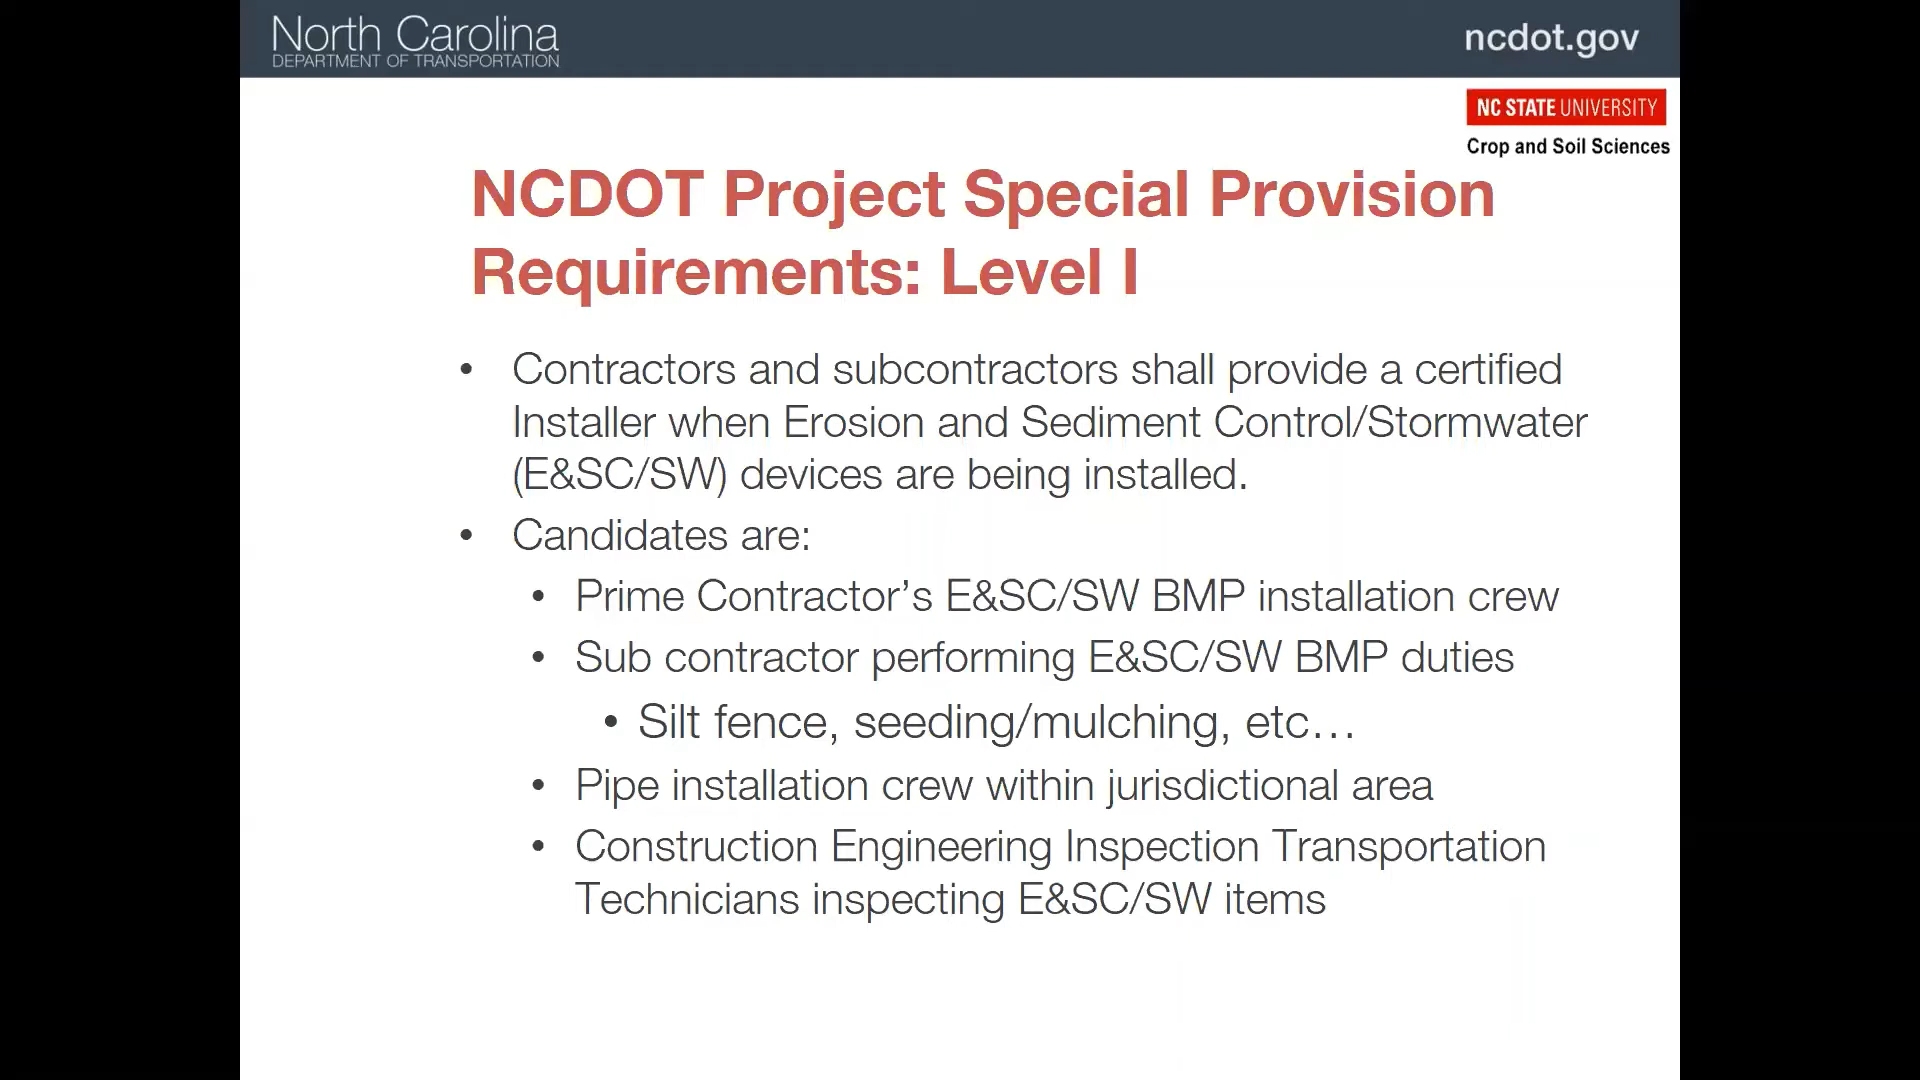 North Carolina
DEPARTMENT OF TRANSPORTATION
ncdot.gov
NC STATE UNIVERSITY
Crop and Soil Sciences
NCDOT Project Special Provision
Requirements: Level I
• Contractors and subcontractors shall provide a certified
Installer when Erosion and Sediment Control/Stormwater
(E&SC/SW) devices are being installed.
• Candidates are:
• Prime Contractor’s E&SC/SW BMP installation crew
• Sub contractor performing E&SC/SW BMP duties
• Silt fence, seeding/mulching, etc…
• Pipe installation crew within jurisdictional area
• Construction Engineering Inspection Transportation
Technicians inspecting E&SC/SW items